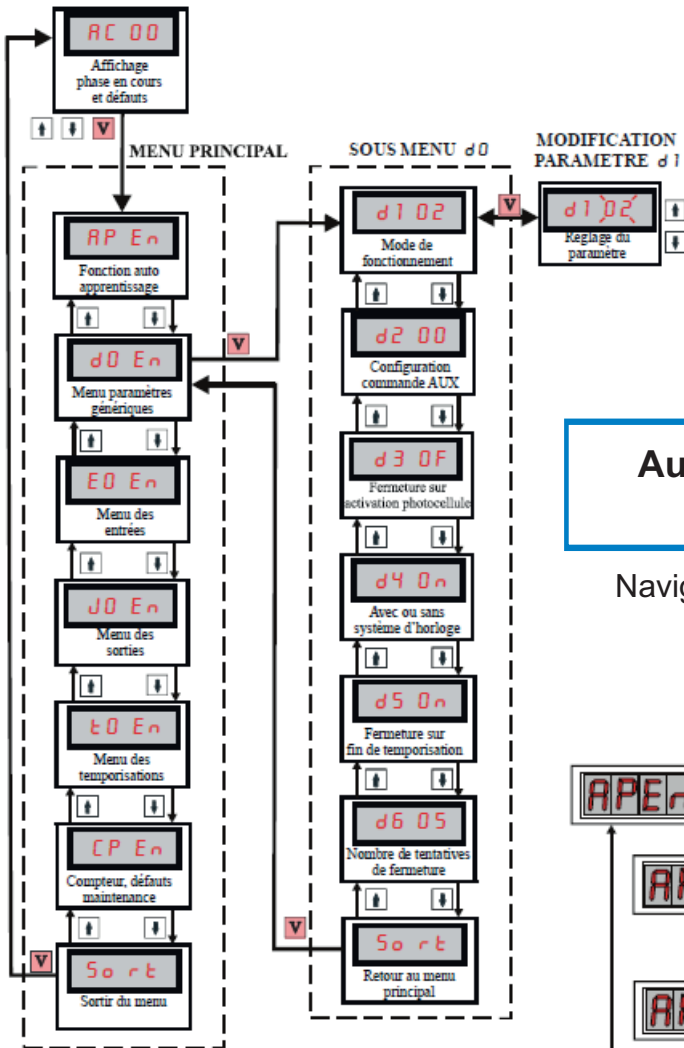 AC 00
Affichage
phase en cours
et défauts
V
MENU PRINCIPAL
AP En
Fonction auto
apprentissage
d0 En
V
Menu paramètres
génériques
E0 En
Menu des
entrées
J0 En
Menu des
sorties
t0 En
Menu des
temporisations
CP En
Compteur, défauts
maintenance
V
Sort
Sortir du menu
SOUS MENU d0
d1 02
V
Mode de
fonctionnement
d2 00
Configuration
commande AUX
d3 0F
Fermeture sur
activation photocellule
d4 0n
Avec ou sans
système d'horloge
d5 0n
Fermeture sur
fin de temporisation
d6 05
Nombre de tentatives
de fermeture
V
Sort
Retour au menu
principal
MODIFICATION
PARAMETRE d1
d1 02
Réglage du
paramètre
Au
Navig
APEn